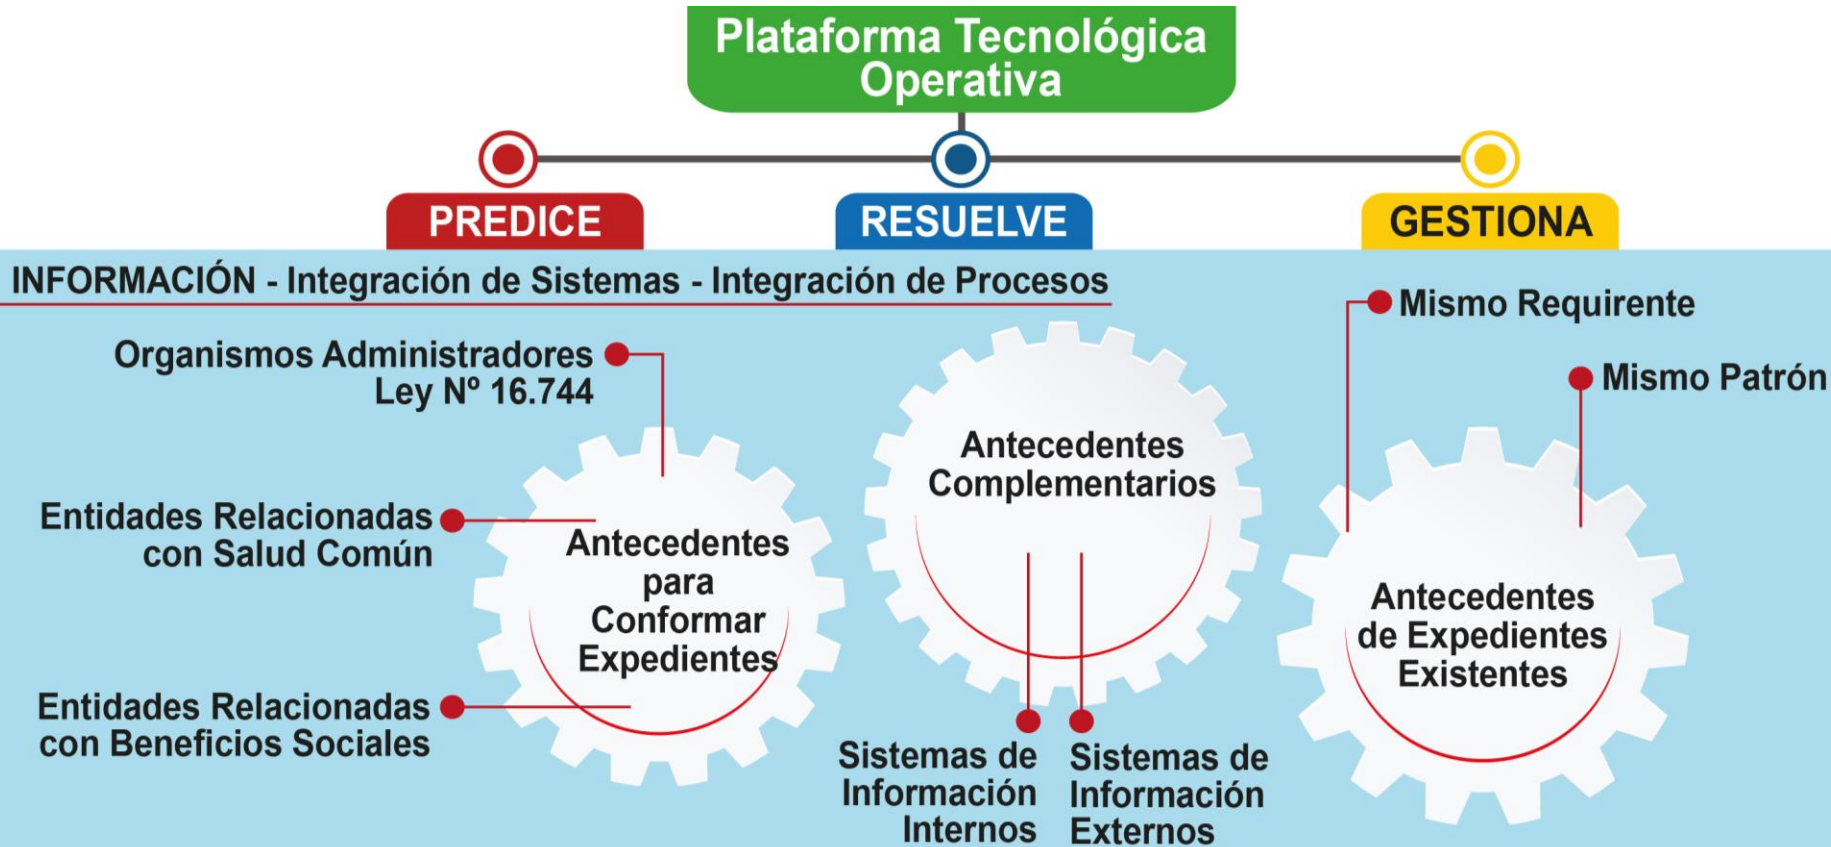 Plataforma Tecnológica
Operativa
PREDICE
RESUELVE
GESTIONA
INFORMACIÓN - Integración de Sistemas - Integración de Procesos
Organismos Administradores
Ley Nº 16.744
Entidades Relacionadas
con Salud Común
Entidades Relacionadas
con Beneficios Sociales
Antecedentes
para
Conformar
Expedientes
Antecedentes
Complementarios
Sistemas de
Información
Internos
Sistemas de
Información
Externos
Mismo Requirente
Mismo Patrón
Antecedentes
de Expedientes
Existentes